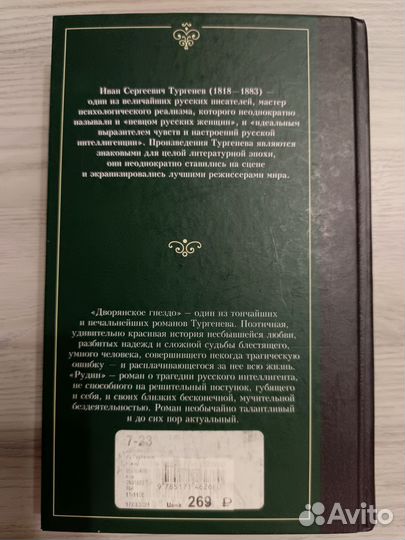 Иван Сергеевич Тургенев (1818—1883) —
один из величайших русских писателей, мастер
психологического реализма, которого неоднократно
называли и «певцом русских женщин», и «идеальным
выразителем чувств и настроений русской
интеллигенции». Произведения Тургенева являются
знаковыми для целой литературной эпохи,
они неоднократно ставились на сцене
и экранизировались лучшими режиссерами мира.
«Дворянское гнездо» — один из тончайших
и печальнейших романов Тургенева. Поэтичная,
удивительно красивая история несбывшейся любви,
разбитых надежд и сложной судьбы блестящего,
умного человека, совершившего некогда трагическую
ошибку — и расплачивающегося за нее всю жизнь.
«Рудин» — роман о трагедии русского интеллигента,
не способного на решительный поступок, губящего
и себя, и своих близких бесконечной, мучительной
бездеятельностью. Роман необычайно талантливый
и до сих пор актуальный.
7-23
Цена: 269 ₽
Avito